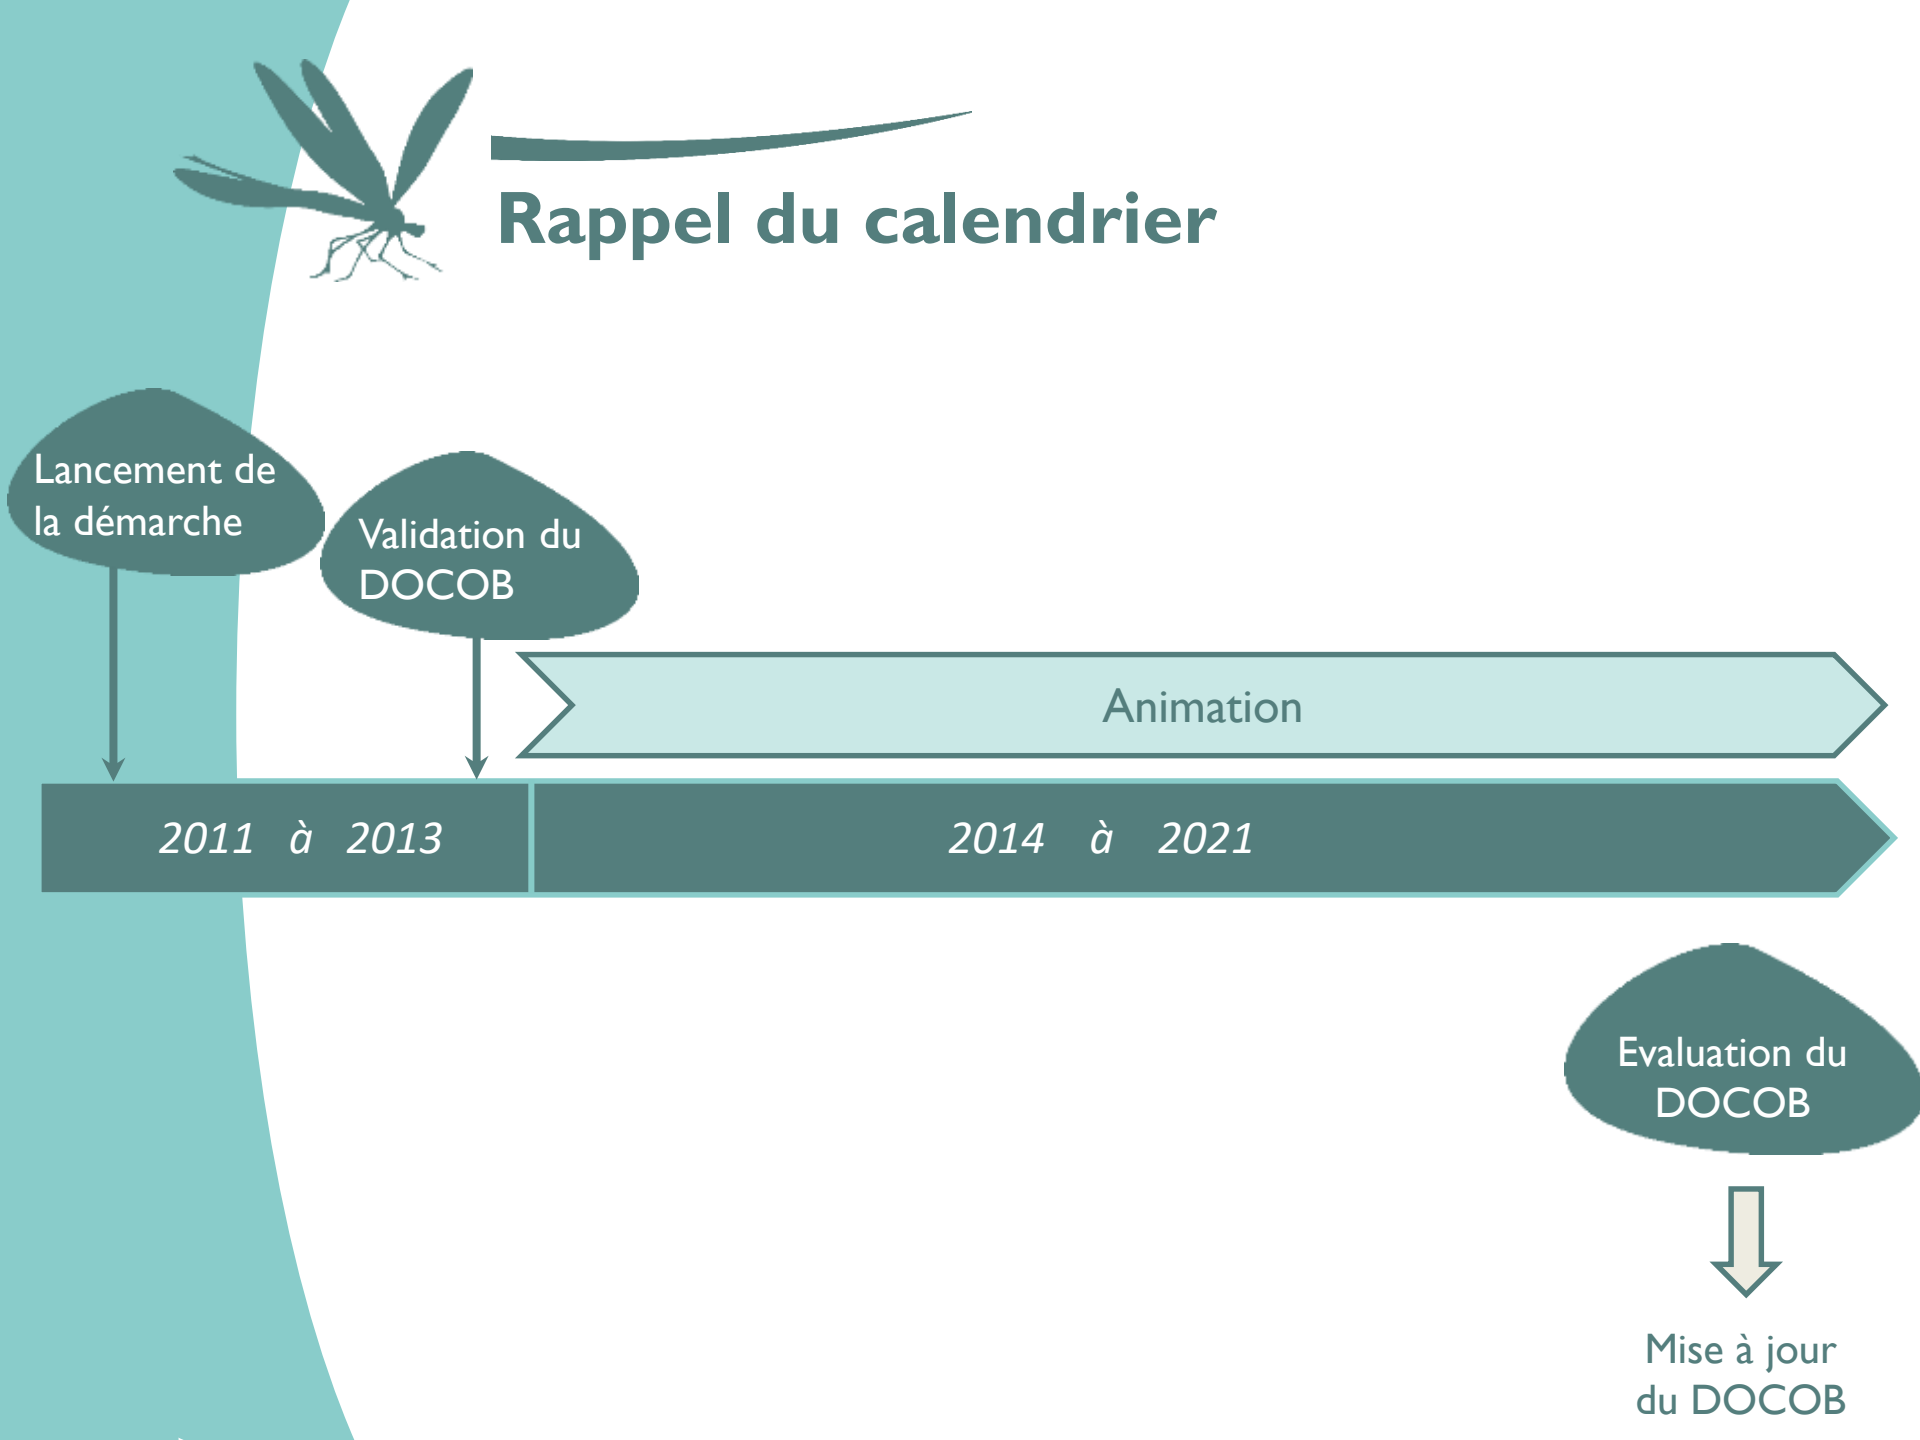 Rappel du calendrier
Lancement de
la démarche
Validation du
DOCOB
Animation
2011 à 2013
2014 à 2021
Evaluation du
DOCOB
Mise à jour
du DOCOB